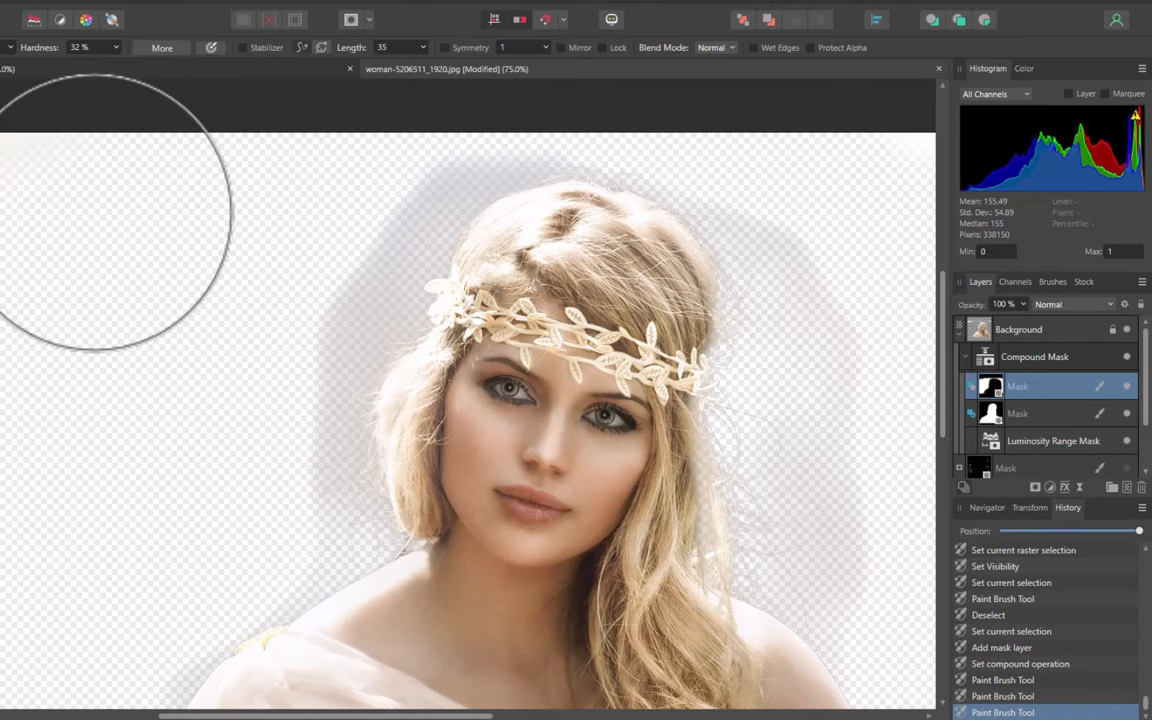 Hardness: 32 % More Stabilizer Length: 35 Symmetry 1 Mirror Lock Blend Mode: Normal Wet Edges Protect Alpha
woman-5206511_1920.jpg [Modified] (75.0%)
Histogram Color
All Channels Layer Marquee
Mean: 155.49 Level: -
Std. Dev.: 54.89 Pixels: -
Median: 155 Percentile: -
Pixels: 338150
Min: 0 Max: 1
Layers Channels Brushes Stock
Opacity: 100 % Normal
Background
Compound Mask
Mask
Mask
Luminosity Range Mask
Mask
Navigator Transform History
Position:
Set current raster selection
Set Visibility
Set current selection
Paint Brush Tool
Deselect
Set current selection
Add mask layer
Set compound operation
Paint Brush Tool
Paint Brush Tool
Paint Brush Tool